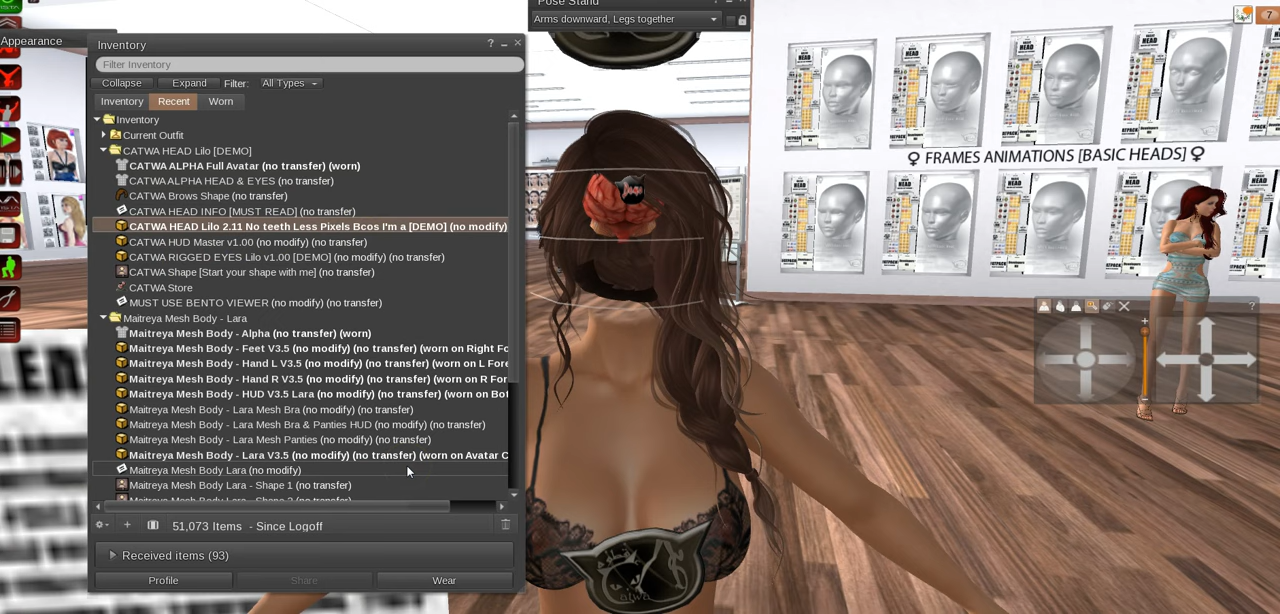 Appearance
Inventory
?
Filter Inventory
Collapse Expand Filter: All Types
Inventory Recent Worn
Inventory
Current Outfit
CATWA HEAD Lilo [DEMO]
CATWA ALPHA Full Avatar (no transfer) (worn)
CATWA ALPHA HEAD & EYES (no transfer)
CATWA Brows Shape (no transfer)
CATWA HEAD INFO [MUST READ] (no transfer)
CATWA HEAD Lilo 2.11 No teeth Less Pixels Bcos I'm a [DEMO] (no modify)
CATWA HUD Master v1.00 (no modify) (no transfer)
CATWA RIGGED EYES Lilo v1.00 [DEMO] (no modify) (no transfer)
CATWA Shape [Start your shape with me] (no transfer)
CATWA Store
MUST USE BENTO VIEWER (no modify) (no transfer)
Maitreya Mesh Body - Lara
Maitreya Mesh Body - Alpha (no transfer) (worn)
Maitreya Mesh Body - Feet V3.5 (no modify) (no transfer) (worn on Right Fo
Maitreya Mesh Body - Hand L V3.5 (no modify) (no transfer) (worn on L Fore
Maitreya Mesh Body - Hand R V3.5 (no modify) (no transfer) (worn on R For
Maitreya Mesh Body - HUD V3.5 Lara (no modify) (no transfer) (worn on Bot
Maitreya Mesh Body - Lara Mesh Bra (no modify) (no transfer)
Maitreya Mesh Body - Lara Mesh Bra & Panties HUD (no modify) (no transfer)
Maitreya Mesh Body - Lara Mesh Panties (no modify) (no transfer)
Maitreya Mesh Body - Lara V3.5 (no modify) (no transfer) (worn on Avatar C
Maitreya Mesh Body Lara (no modify)
Maitreya Mesh Body Lara - Shape 1 (no transfer)
Maitreya Mesh Body Lara - Shape 2 (no transfer)
51,073 Items - Since Logoff
Received items (93)
Profile Share Wear
Pose Stand
Arms downward, Legs together
7
FRAMES ANIMATIONS [BASIC HEADS]
?